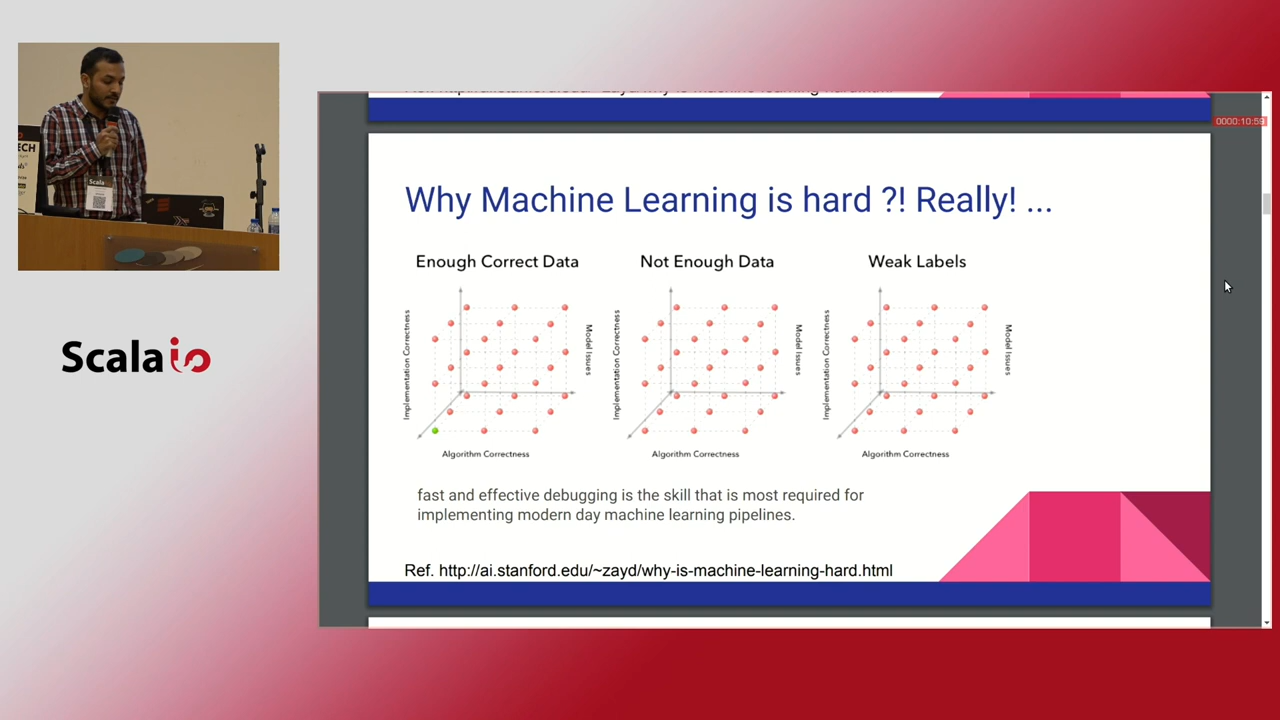 ECH
Scala
Scala
0000:10:59
Why Machine Learning is hard ?! Really! ...
Enough Correct Data
Not Enough Data
Weak Labels
Implementation Correctness
Model Issues
Algorithm Correctness
Implementation Correctness
Model Issues
Algorithm Correctness
Implementation Correctness
Model Issues
Algorithm Correctness
fast and effective debugging is the skill that is most required for
implementing modern day machine learning pipelines.
Ref. http://ai.stanford.edu/~zayd/why-is-machine-learning-hard.html